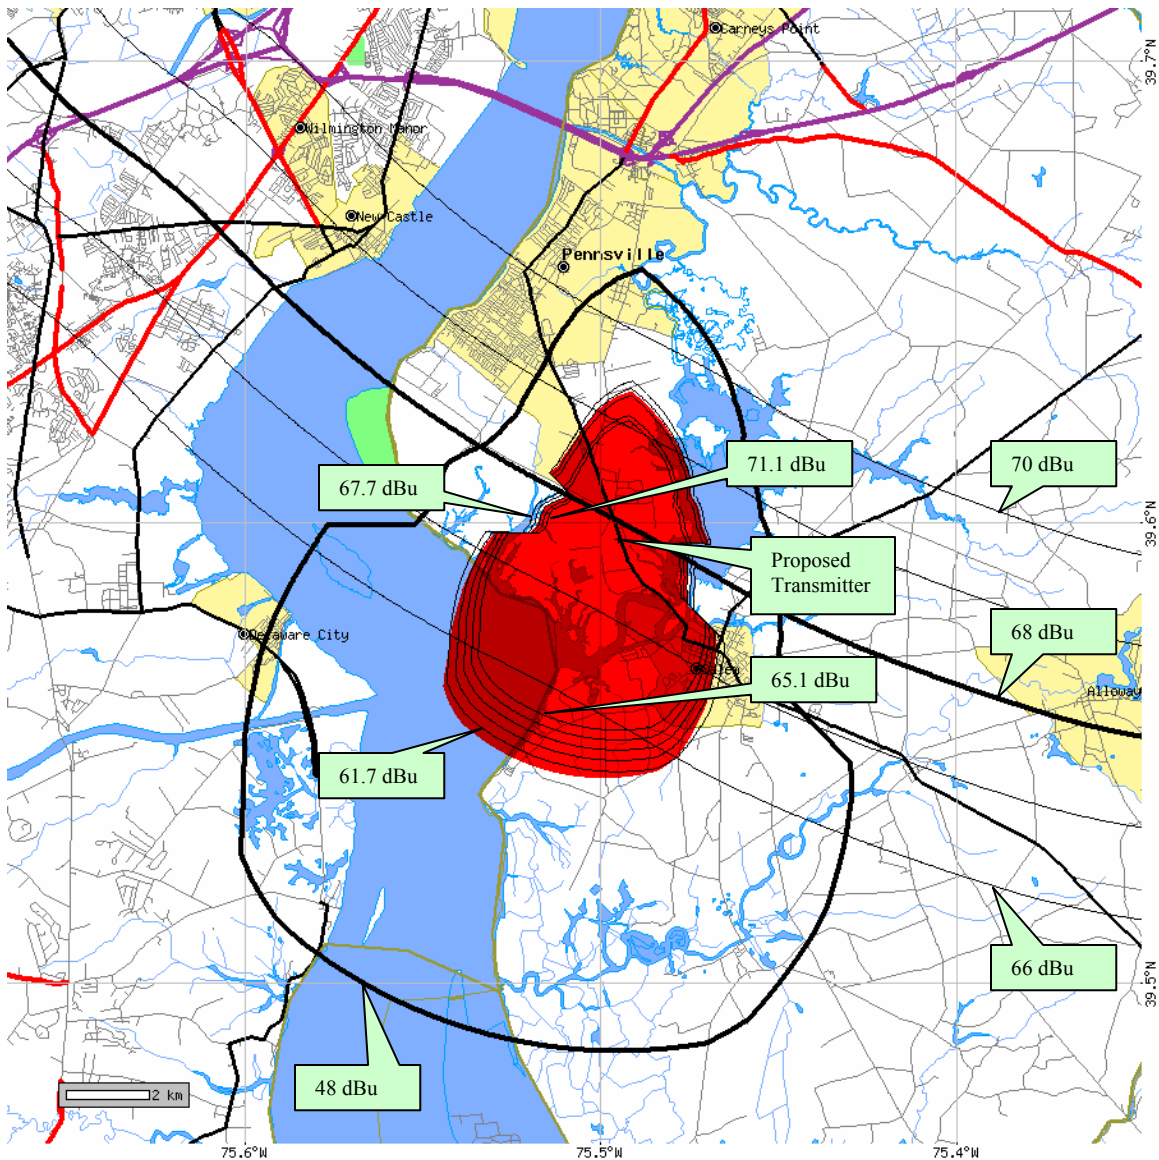 Carneys Point
39.7°N
Wilmington Manor
New Castle
Pennsville
71.1 dBu
70 dBu
67.7 dBu
39.6°N
Proposed
Transmitter
Delaware City
68 dBu
65.1 dBu
Alloway
61.7 dBu
66 dBu
39.5°N
48 dBu
2 km
75.6°W
75.5°W
75.4°W